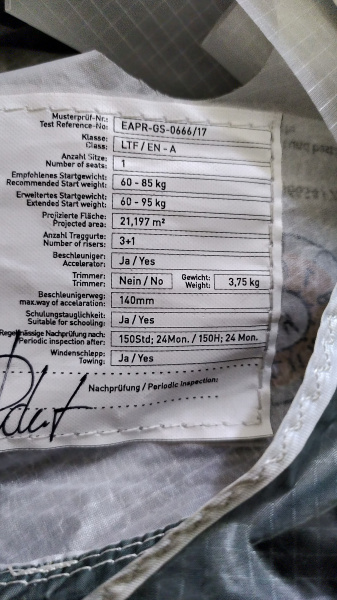 Musterprüf-Nr.:
Test Reference-No: EAPR-GS-0666/17
Klasse:
Class: LTF / EN - A
Anzahl Sitze:
Number of seats: 1
Empfohlenes Startgewicht:
Recommended Start weight: 60 - 85 kg
Erweitertes Startgewicht:
Extended Start weight: 60 - 95 kg
Projizierte Fläche:
Projected area: 21,197 m²
Anzahl Traggurte:
Number of risers: 3+1
Beschleuniger:
Accelerator: Ja / Yes
Trimmer:
Trimmer: Nein / No
Gewicht:
Weight: 3,75 kg
Beschleunigerweg:
max.way of accelaration: 140mm
Schulungstauglichkeit:
Suitable for schooling: Ja / Yes
Regelmässige Nachprüfung nach:
Periodic inspection after: 150Std; 24Mon. / 150H; 24 Mon.
Windenschlepp:
Towing: Ja / Yes
Nachprüfung / Periodic inspection: